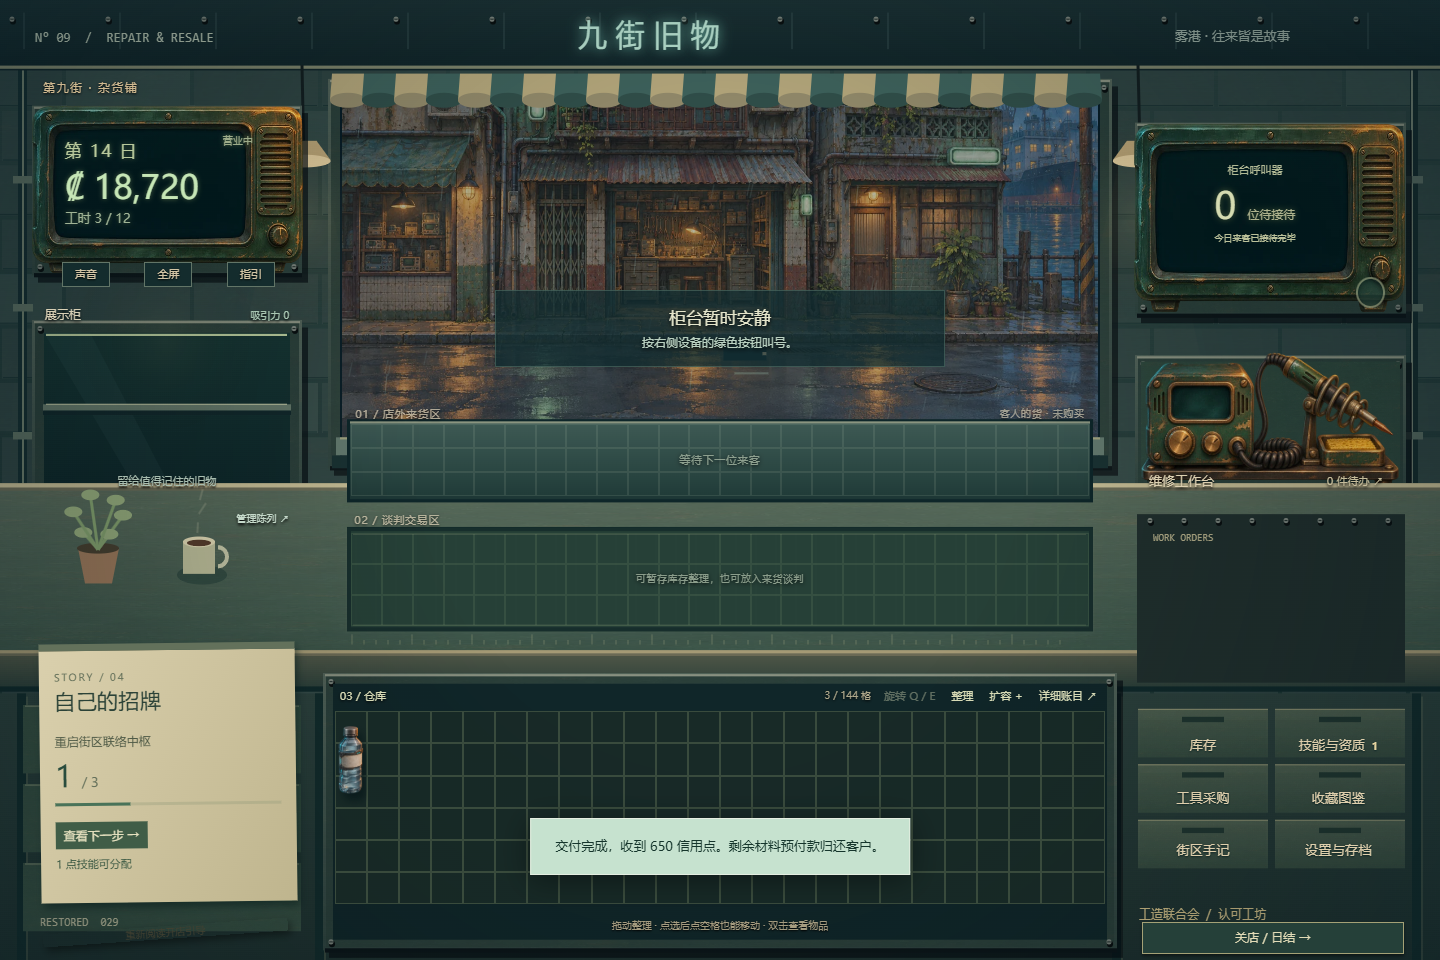 N° 09 / REPAIR & RESALE
九街旧物
雾港 · 往来皆是故事
第九街 · 杂货铺
营业中
第 14 日
₡ 18,720
工时 3 / 12
声音
全屏
指引
展示柜
吸引力 0
留给值得记住的旧物
管理陈列 ↗
柜台呼叫器
0 位待接待
今日来客已接待完毕
柜台暂时安静
按右侧设备的绿色按钮叫号。
01 / 店外来货区
客人的货 · 未购买
等待下一位来客
02 / 谈判交易区
可暂存库存整理，也可放入来货谈判
维修工作台
0 件待办 ↗
WORK ORDERS
STORY / 04
自己的招牌
重启街区联络中枢
1 / 3
查看下一步 →
1 点技能可分配
RESTORED 029
03 / 仓库
3 / 144 格
旋转 Q / E
整理
扩容 +
详细账目 ↗
交付完成，收到 650 信用点。剩余材料预付款归还客户。
拖动整理 · 点选后点空格也能移动 · 双击查看物品
库存
技能与资质 1
工具采购
收藏图鉴
街区手记
设置与存档
工造联合会 / 认可工坊
关店 / 日结 →